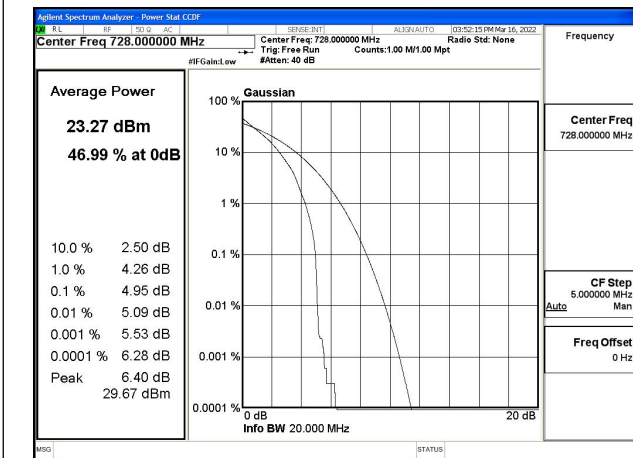 Agilent Spectrum Analyzer - Power Stat CCDF
RL RF 50 Ω AC SENSE:INT ALIGN AUTO 03:52:15 PM Mar 16, 2022
Center Freq 728.000000 MHz
Center Freq: 728.000000 MHz Radio Std: None
Trig: Free Run Counts:1.00 M/1.00 Mpt
#IFGain:Low #Atten: 40 dB
Frequency
Average Power
23.27 dBm
46.99 % at 0dB
10.0 % 2.50 dB
1.0 % 4.26 dB
0.1 % 4.95 dB
0.01 % 5.09 dB
0.001 % 5.53 dB
0.0001 % 6.28 dB
Peak 6.40 dB
29.67 dBm
Gaussian
100 %
10 %
1 %
0.1 %
0.01 %
0.001 %
0.0001 %
0 dB 20 dB
Info BW 20.000 MHz
Center Freq
728.000000 MHz
CF Step
5.000000 MHz
Auto Man
Freq Offset
0 Hz
MSG STATUS